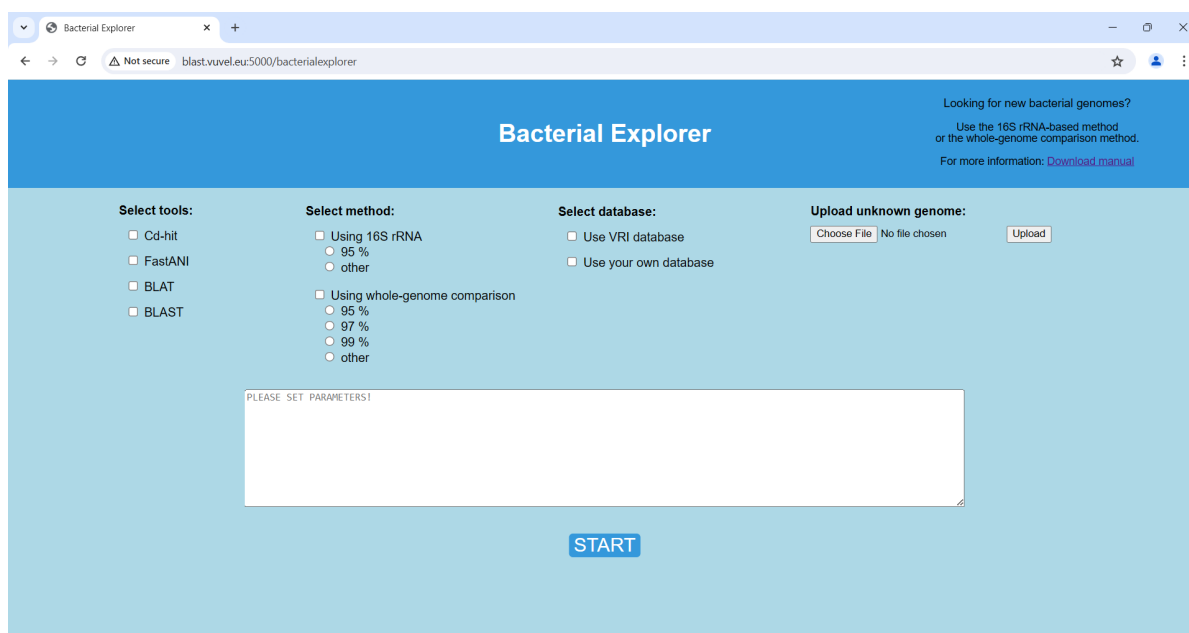 Bacterial Explorer
Not secure blast.vuvel.eu:5000/bacterialexplorer
Bacterial Explorer
Looking for new bacterial genomes?
Use the 16S rRNA-based method
or the whole-genome comparison method.
For more information: Download manual
Select tools:
Cd-hit
FastANI
BLAT
BLAST
Select method:
Using 16S rRNA
95 %
other
Using whole-genome comparison
95 %
97 %
99 %
other
Select database:
Use VRI database
Use your own database
Upload unknown genome:
Choose File No file chosen Upload
PLEASE SET PARAMETERS!
START